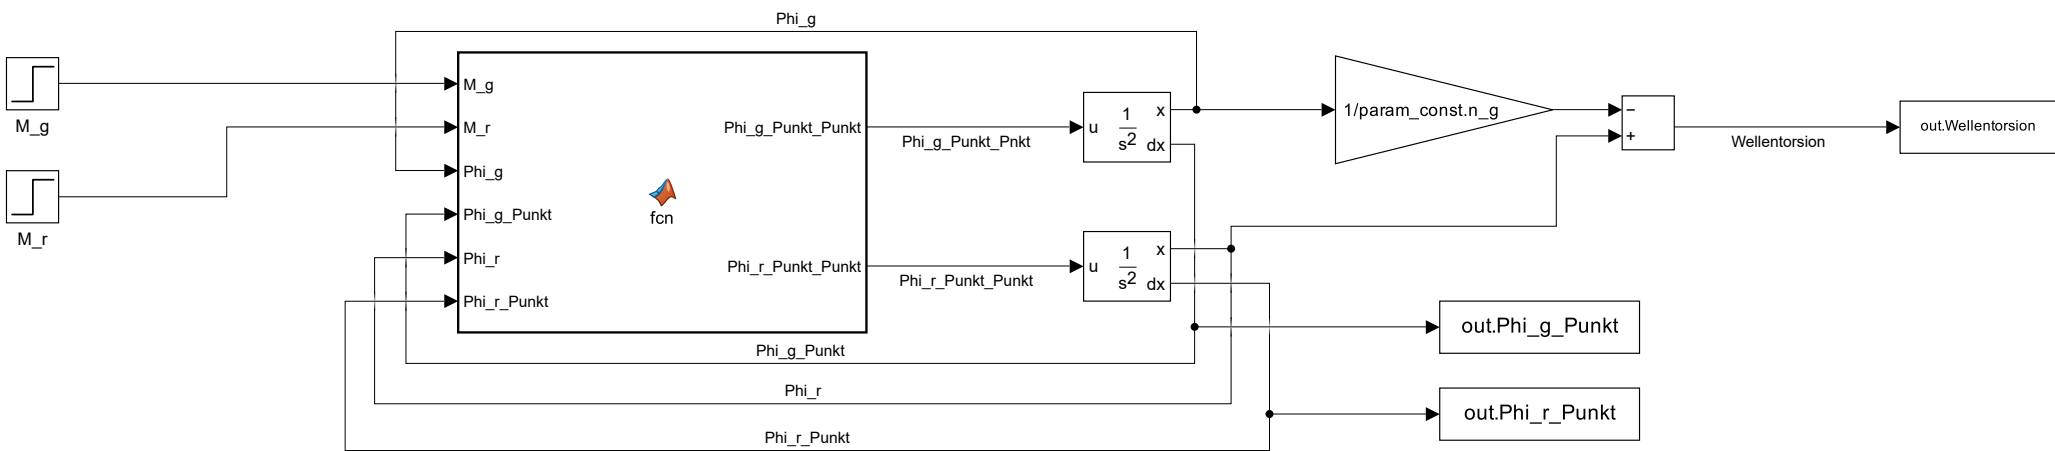 Phi_g
M_g
M_r
M_g
M_r
Phi_g
Phi_g_Punkt
Phi_r
Phi_r_Punkt
fcn
Phi_g_Punkt_Punkt
Phi_r_Punkt_Punkt
Phi_g_Punkt_Pnkt
Phi_r_Punkt_Punkt
u
1
s2
x
dx
u
1
s2
x
dx
1/param_const.n_g
−
+
Wellentorsion
out.Wellentorsion
out.Phi_g_Punkt
out.Phi_r_Punkt
Phi_g_Punkt
Phi_r
Phi_r_Punkt